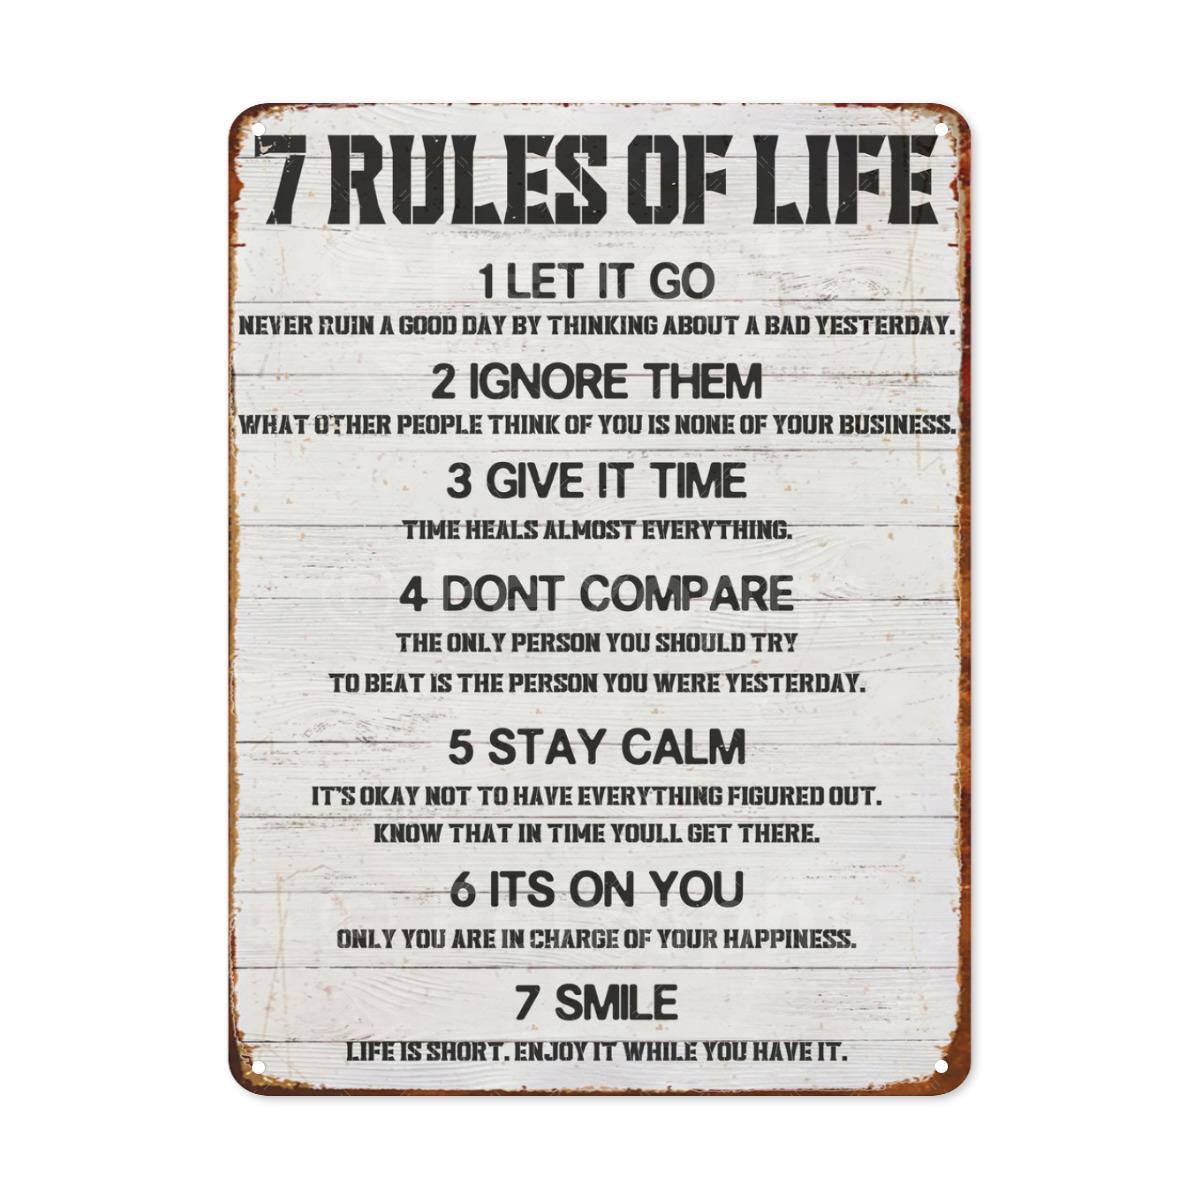 7 RULES OF LIFE
1 LET IT GO
NEVER RUIN A GOOD DAY BY THINKING ABOUT A BAD YESTERDAY.
2 IGNORE THEM
WHAT OTHER PEOPLE THINK OF YOU IS NONE OF YOUR BUSINESS.
3 GIVE IT TIME
TIME HEALS ALMOST EVERYTHING.
4 DONT COMPARE
THE ONLY PERSON YOU SHOULD TRY
TO BEAT IS THE PERSON YOU WERE YESTERDAY.
5 STAY CALM
IT'S OKAY NOT TO HAVE EVERYTHING FIGURED OUT.
KNOW THAT IN TIME YOULL GET THERE.
6 ITS ON YOU
ONLY YOU ARE IN CHARGE OF YOUR HAPPINESS.
7 SMILE
LIFE IS SHORT. ENJOY IT WHILE YOU HAVE IT.